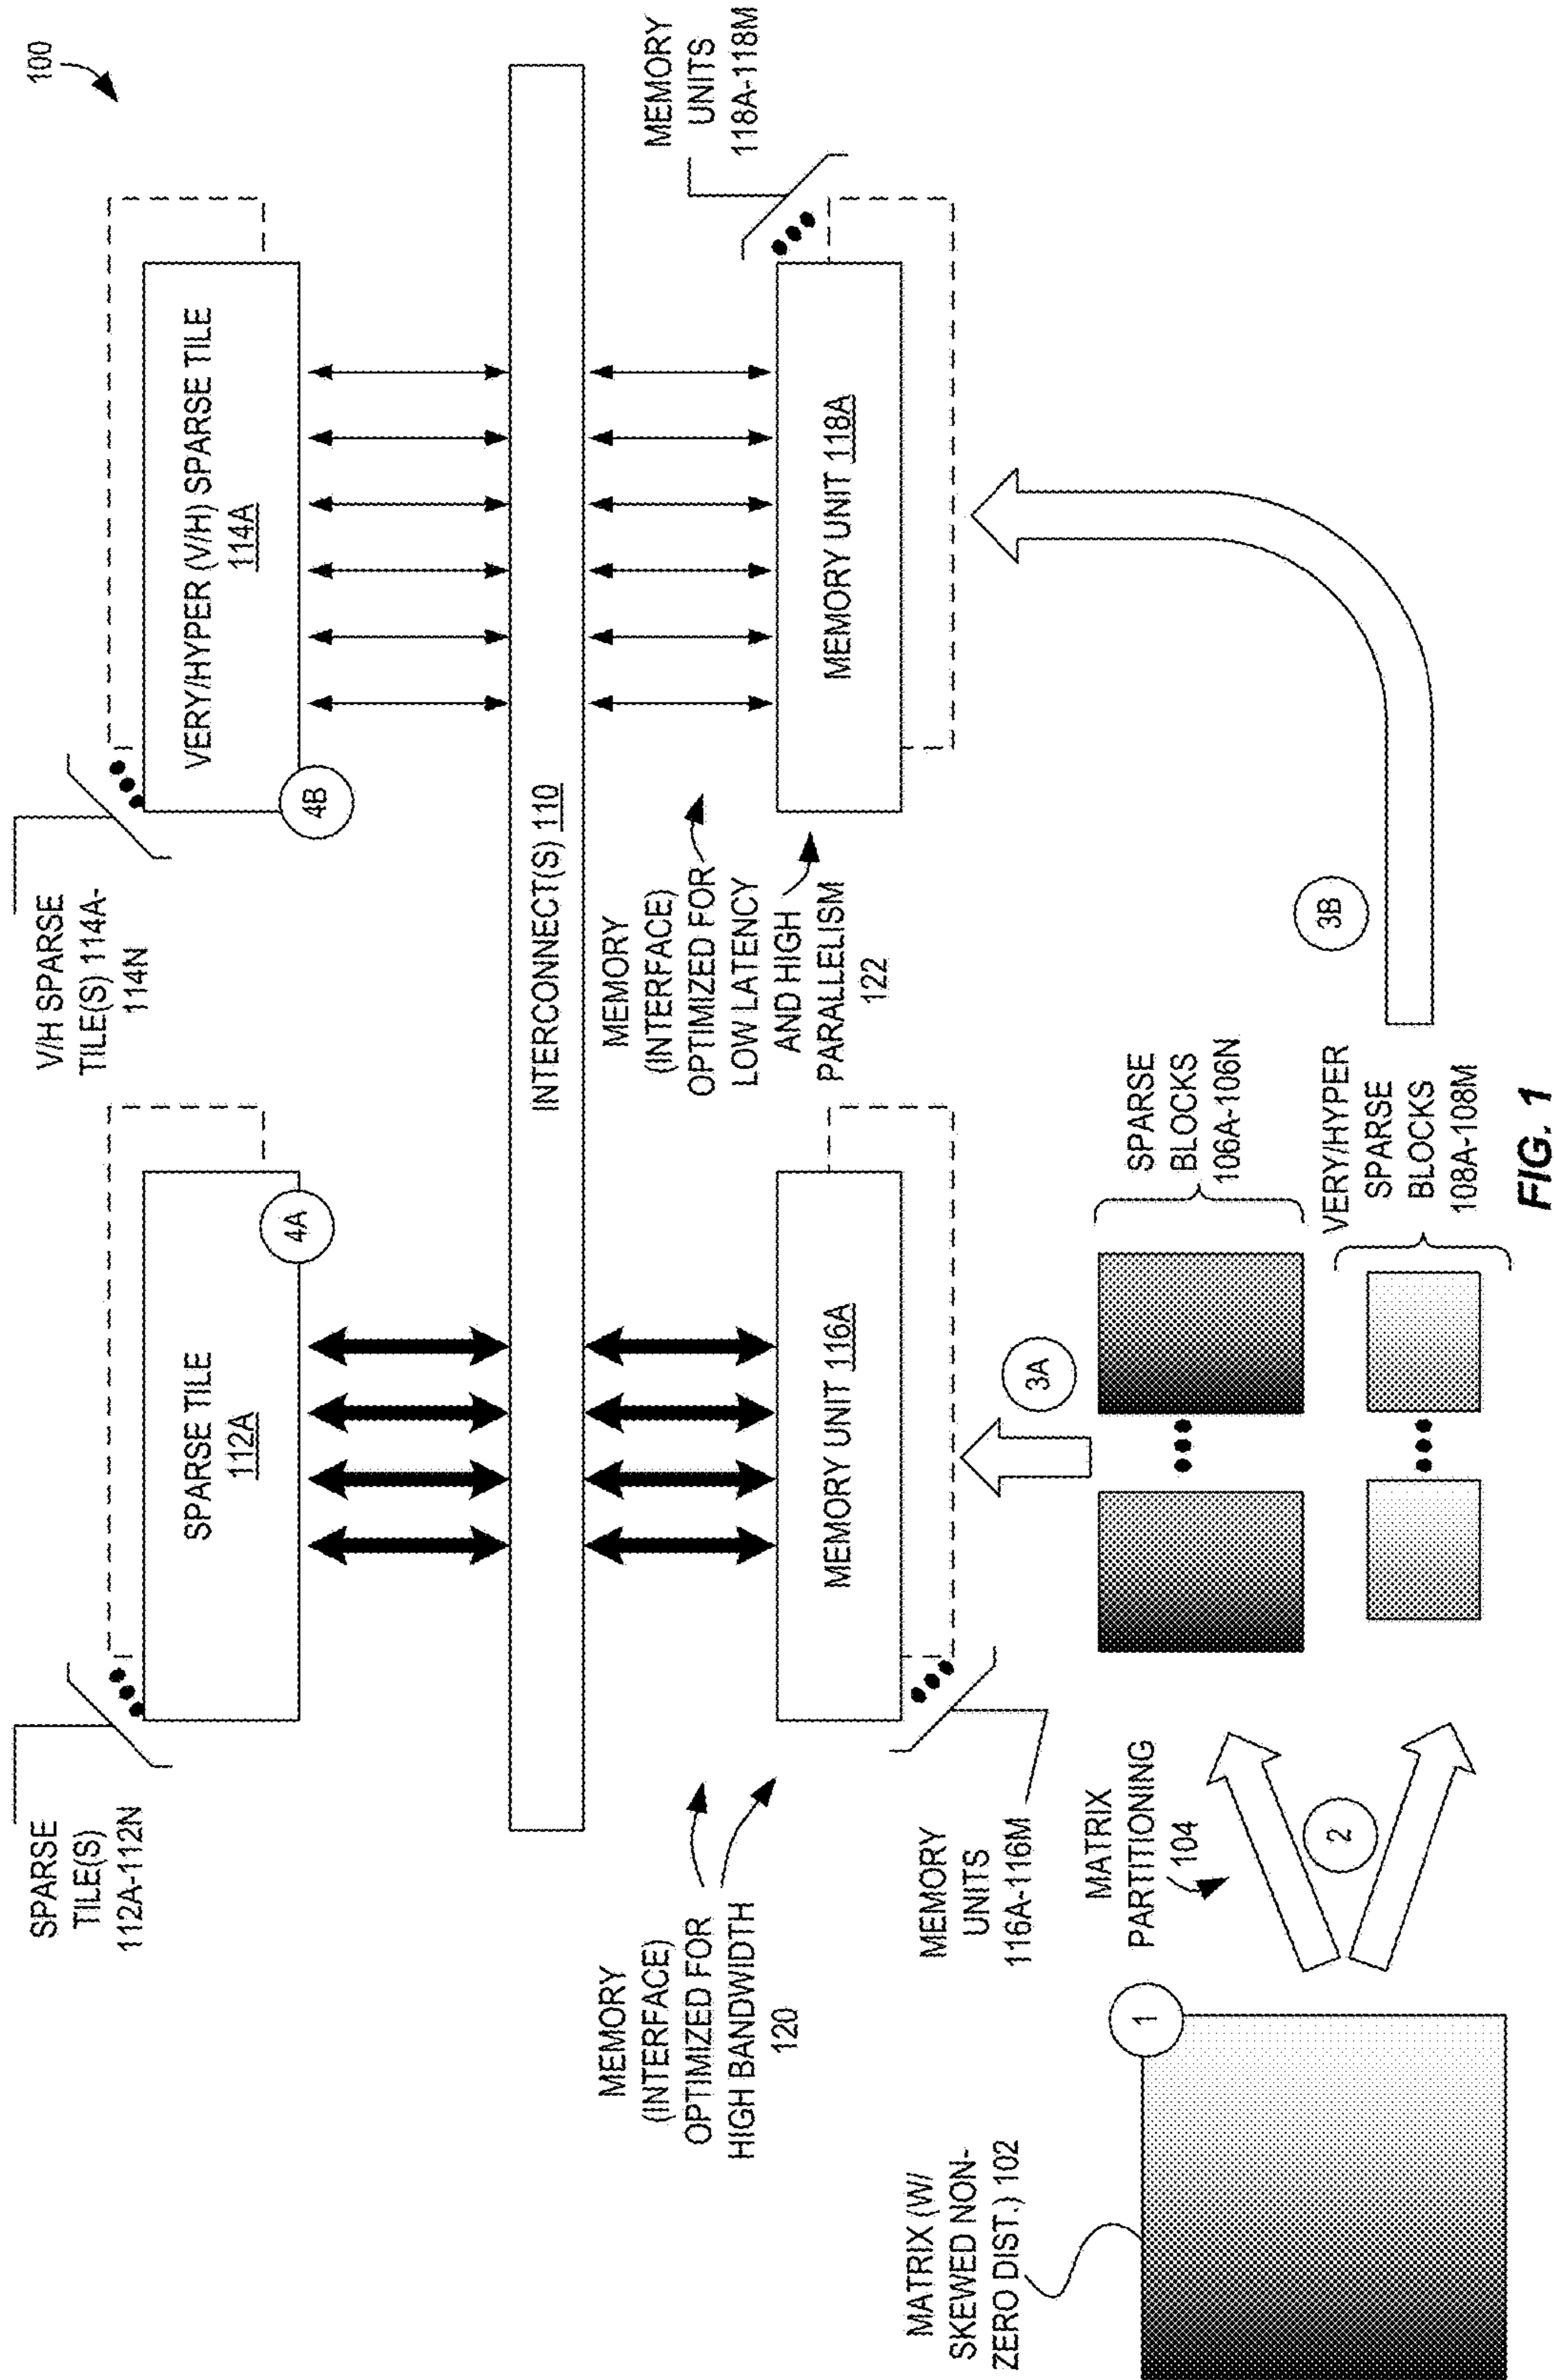 100
SPARSE
TILE(S)
112A-112N
V/H SPARSE
TILE(S) 114A-
114N
SPARSE TILE
112A
4A
VERY/HYPER (V/H) SPARSE TILE
114A
4B
INTERCONNECT(S) 110
MEMORY
(INTERFACE)
OPTIMIZED FOR
HIGH BANDWIDTH
120
MEMORY
(INTERFACE)
OPTIMIZED FOR
LOW LATENCY
AND HIGH
PARALLELISM
122
MEMORY
UNITS
118A-118M
MEMORY UNIT 116A
MEMORY UNIT 118A
MEMORY
UNITS
116A-116M
MATRIX (W/
SKEWED NON-
ZERO DIST.) 102
1
MATRIX
PARTITIONING
104
2
3A
SPARSE
BLOCKS
106A-106N
VERY/HYPER
SPARSE
BLOCKS
108A-108M
3B
FIG. 1